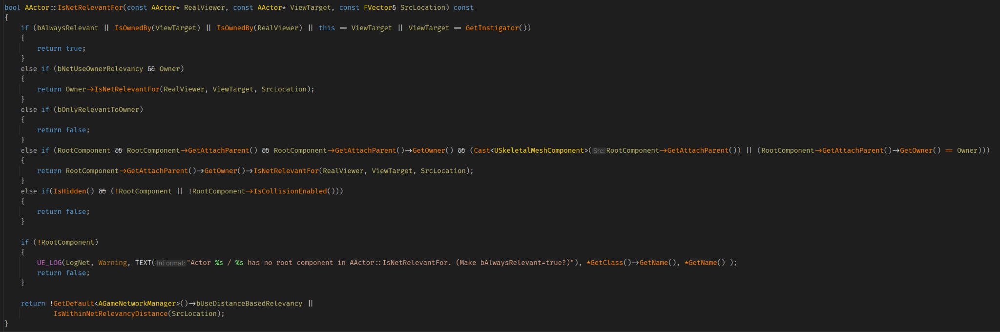 bool AActor::IsNetRelevantFor(const AActor* RealViewer, const AActor* ViewTarget, const FVector& SrcLocation) const
{
    if (bAlwaysRelevant || IsOwnedBy(ViewTarget) || IsOwnedBy(RealViewer) || this == ViewTarget || ViewTarget == GetInstigator())
    {
        return true;
    }
    else if (bNetUseOwnerRelevancy && Owner)
    {
        return Owner->IsNetRelevantFor(RealViewer, ViewTarget, SrcLocation);
    }
    else if (bOnlyRelevantToOwner)
    {
        return false;
    }
    else if (RootComponent && RootComponent->GetAttachParent() && RootComponent->GetAttachParent()->GetOwner() && (Cast<USkeletalMeshComponent>(Src:RootComponent->GetAttachParent()) || (RootComponent->GetAttachParent()->GetOwner() == Owner)))
    {
        return RootComponent->GetAttachParent()->GetOwner()->IsNetRelevantFor(RealViewer, ViewTarget, SrcLocation);
    }
    else if(IsHidden() && (!RootComponent || !RootComponent->IsCollisionEnabled()))
    {
        return false;
    }

    if (!RootComponent)
    {
        UE_LOG(LogNet, Warning, TEXT(InFormat:"Actor %s / %s has no root component in AActor::IsNetRelevantFor. (Make bAlwaysRelevant=true?)"), *GetClass()->GetName(), *GetName() );
        return false;
    }

    return !GetDefault<AGameNetworkManager>()->bUseDistanceBasedRelevancy ||
            IsWithinNetRelevancyDistance(SrcLocation);
}